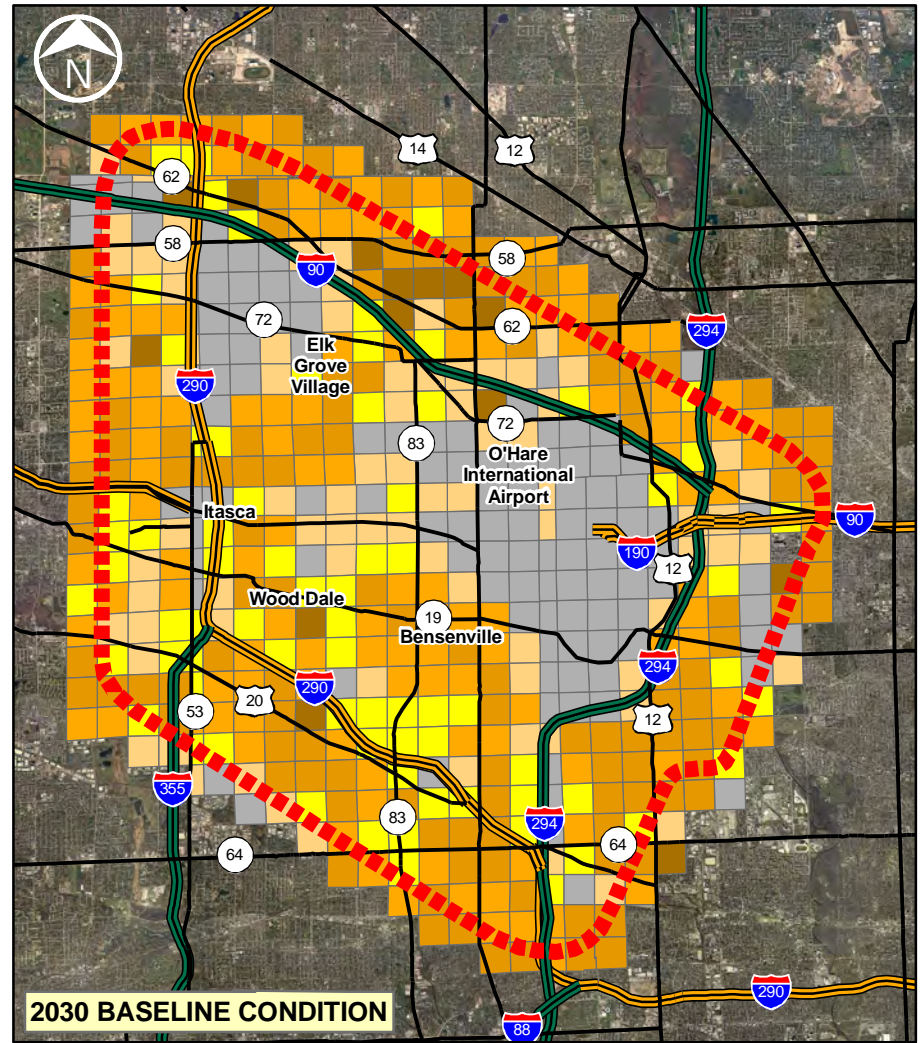 N
14
12
62
58
90
58
72
62
294
Elk
Grove
Village
290
83
72
O'Hare
International
Airport
Itasca
90
190
12
Wood Dale
19
Bensenville
294
290
20
53
12
355
83
294
64
64
290
2030 BASELINE CONDITION
88